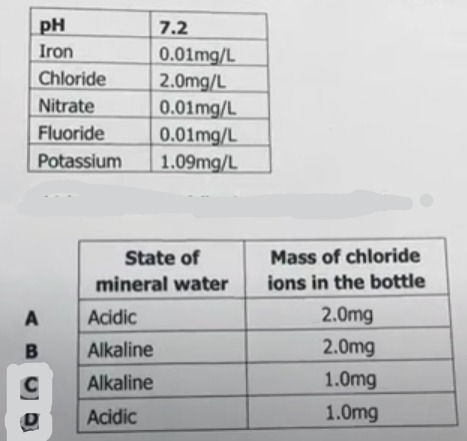 pH 7.2
Iron 0.01mg/L
Chloride 2.0mg/L
Nitrate 0.01mg/L
Fluoride 0.01mg/L
Potassium 1.09mg/L
State of mineral water Mass of chloride ions in the bottle
A Acidic 2.0mg
B Alkaline 2.0mg
C Alkaline 1.0mg
D Acidic 1.0mg